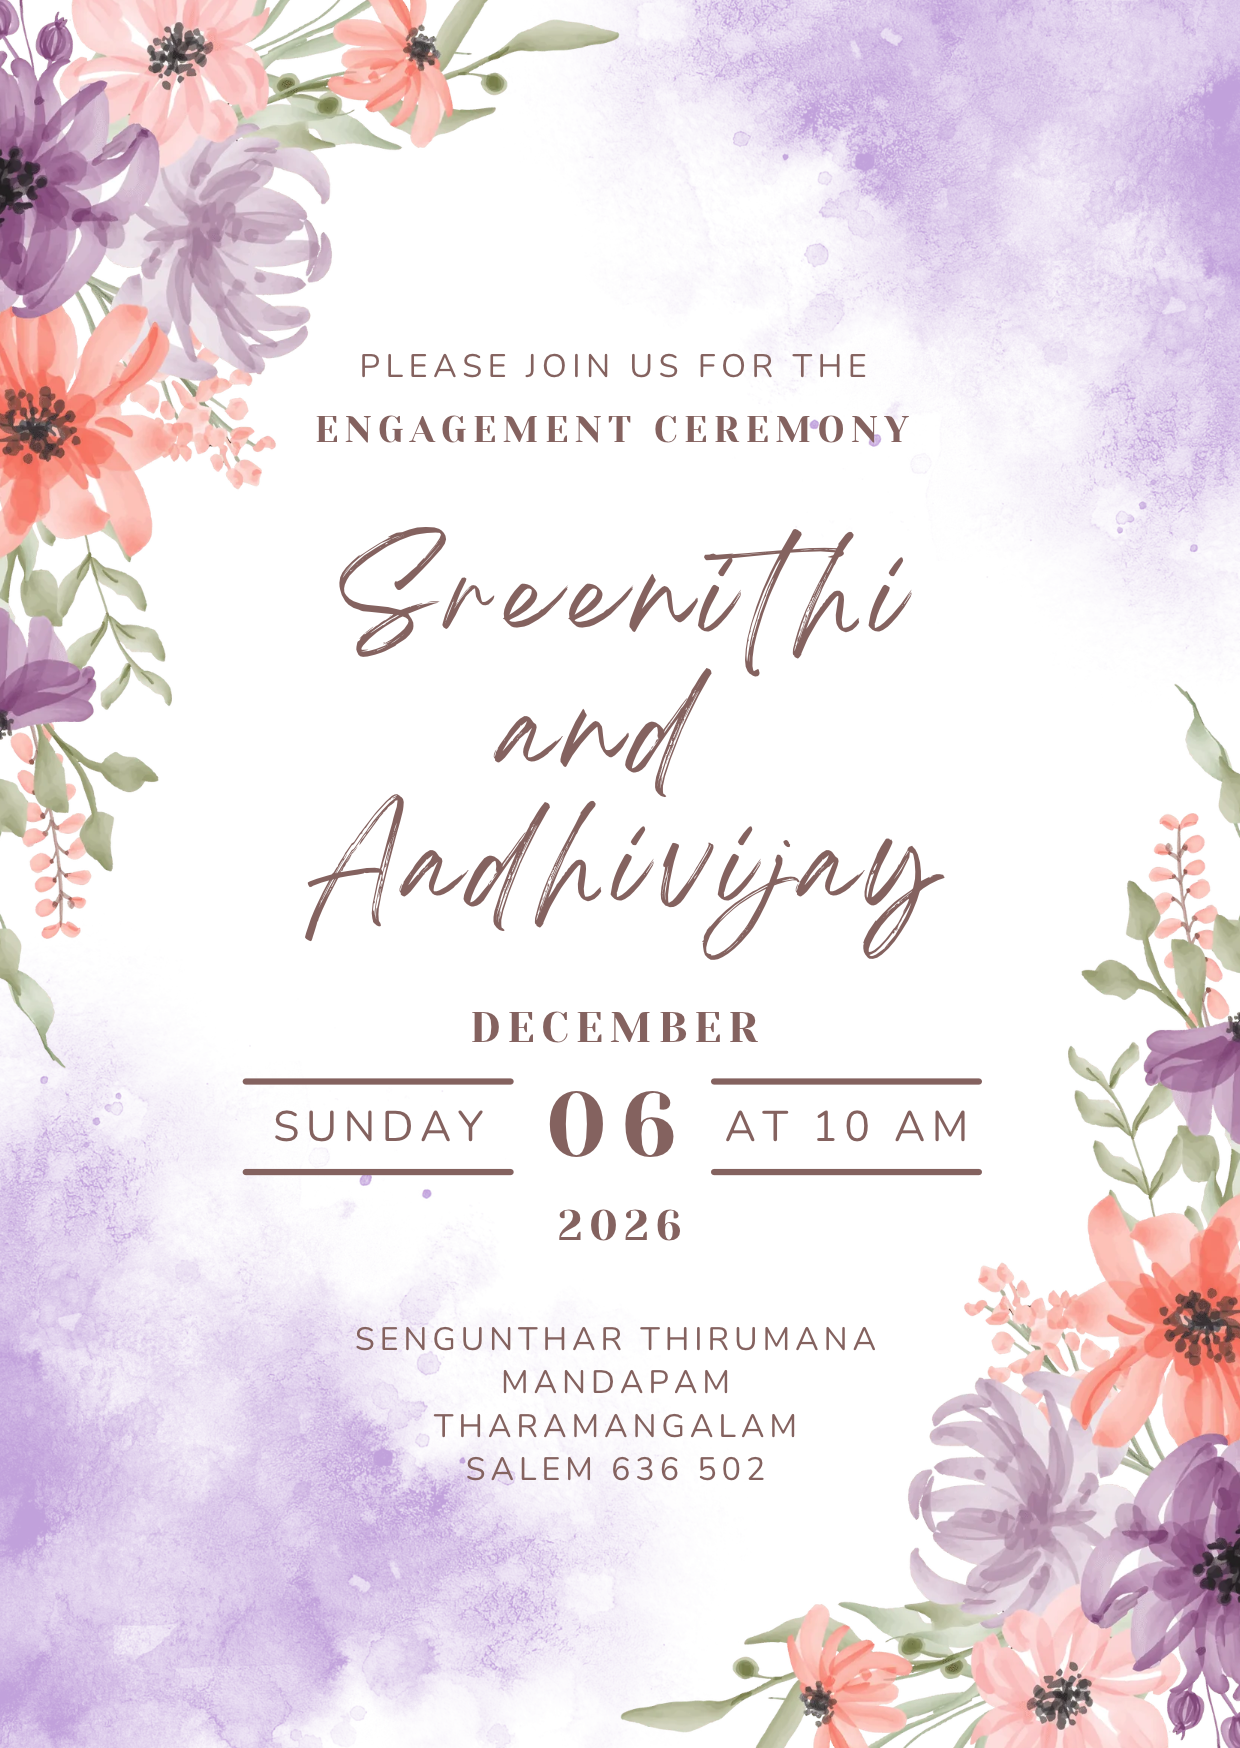 PLEASE JOIN US FOR THE
ENGAGEMENT CEREMONY
Sreenithi
and
Aadhivijay
DECEMBER
SUNDAY 06 AT 10 AM
2026
SENGUNTHAR THIRUMANA
MANDAPAM
THARAMANGALAM
SALEM 636 502